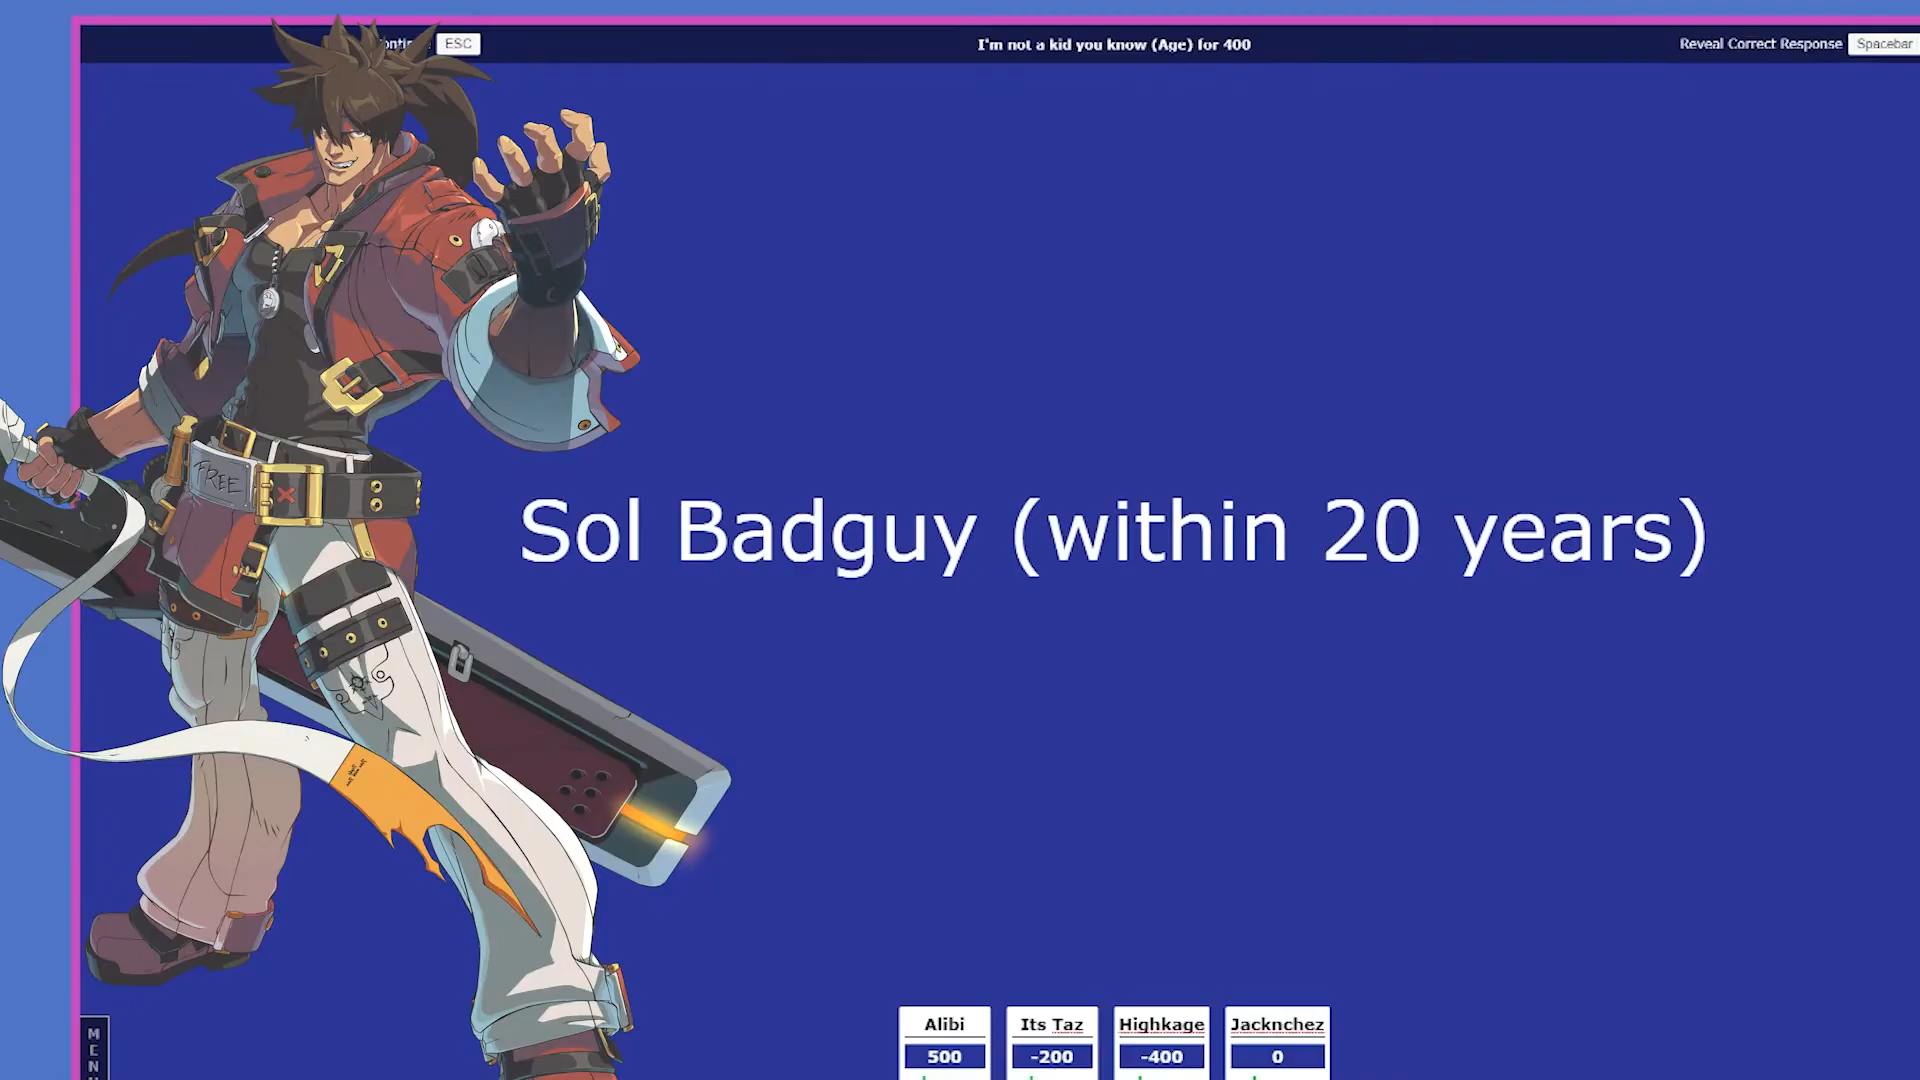 ESC
I'm not a kid you know (Age) for 400
Reveal Correct Response
Spacebar
FREE
Sol Badguy (within 20 years)
Alibi
Its Taz
Highkage
Jacknchez
500
-200
-400
0